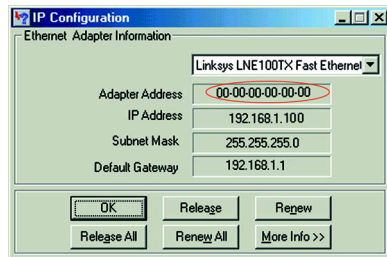 IP Configuration
Ethernet Adapter Information
Linksys LNE100TX Fast Ethernet
Adapter Address 00-00-00-00-00-00
IP Address 192.168.1.100
Subnet Mask 255.255.255.0
Default Gateway 192.168.1.1
OK Release Renew
Release All Renew All More Info >>